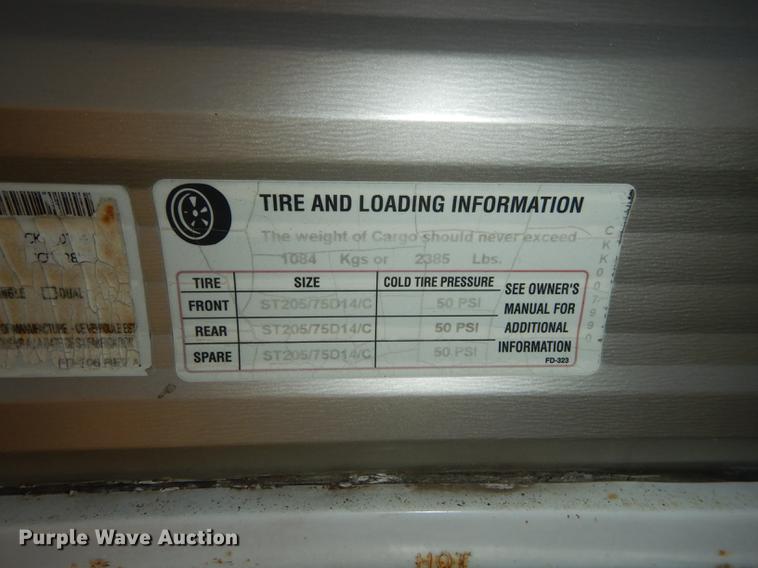 TIRE AND LOADING INFORMATION
The weight of Cargo should never exceed
1084 Kgs or 2385 Lbs.
TIRE SIZE COLD TIRE PRESSURE
FRONT ST205/75D14/C 50 PSI
REAR ST205/75D14/C 50 PSI
SPARE ST205/75D14/C 50 PSI
SEE OWNER'S
MANUAL FOR
ADDITIONAL
INFORMATION
FD-323
CKK007990
DUAL
Purple Wave Auction
HOT